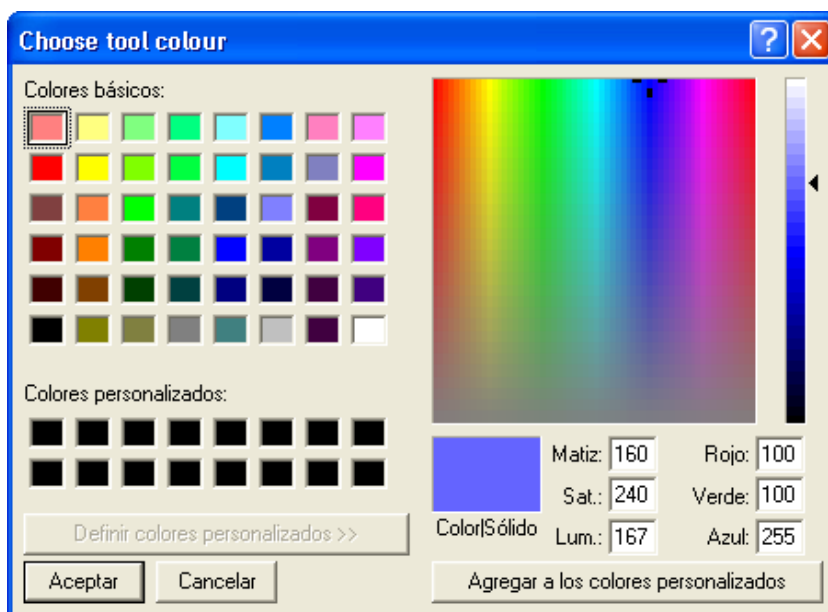 Choose tool colour
Colores básicos:
Colores personalizados:
Definir colores personalizados >>
Aceptar
Cancelar
Color|Sólido
Matiz: 160
Sat.: 240
Lum.: 167
Rojo: 100
Verde: 100
Azul: 255
Agregar a los colores personalizados